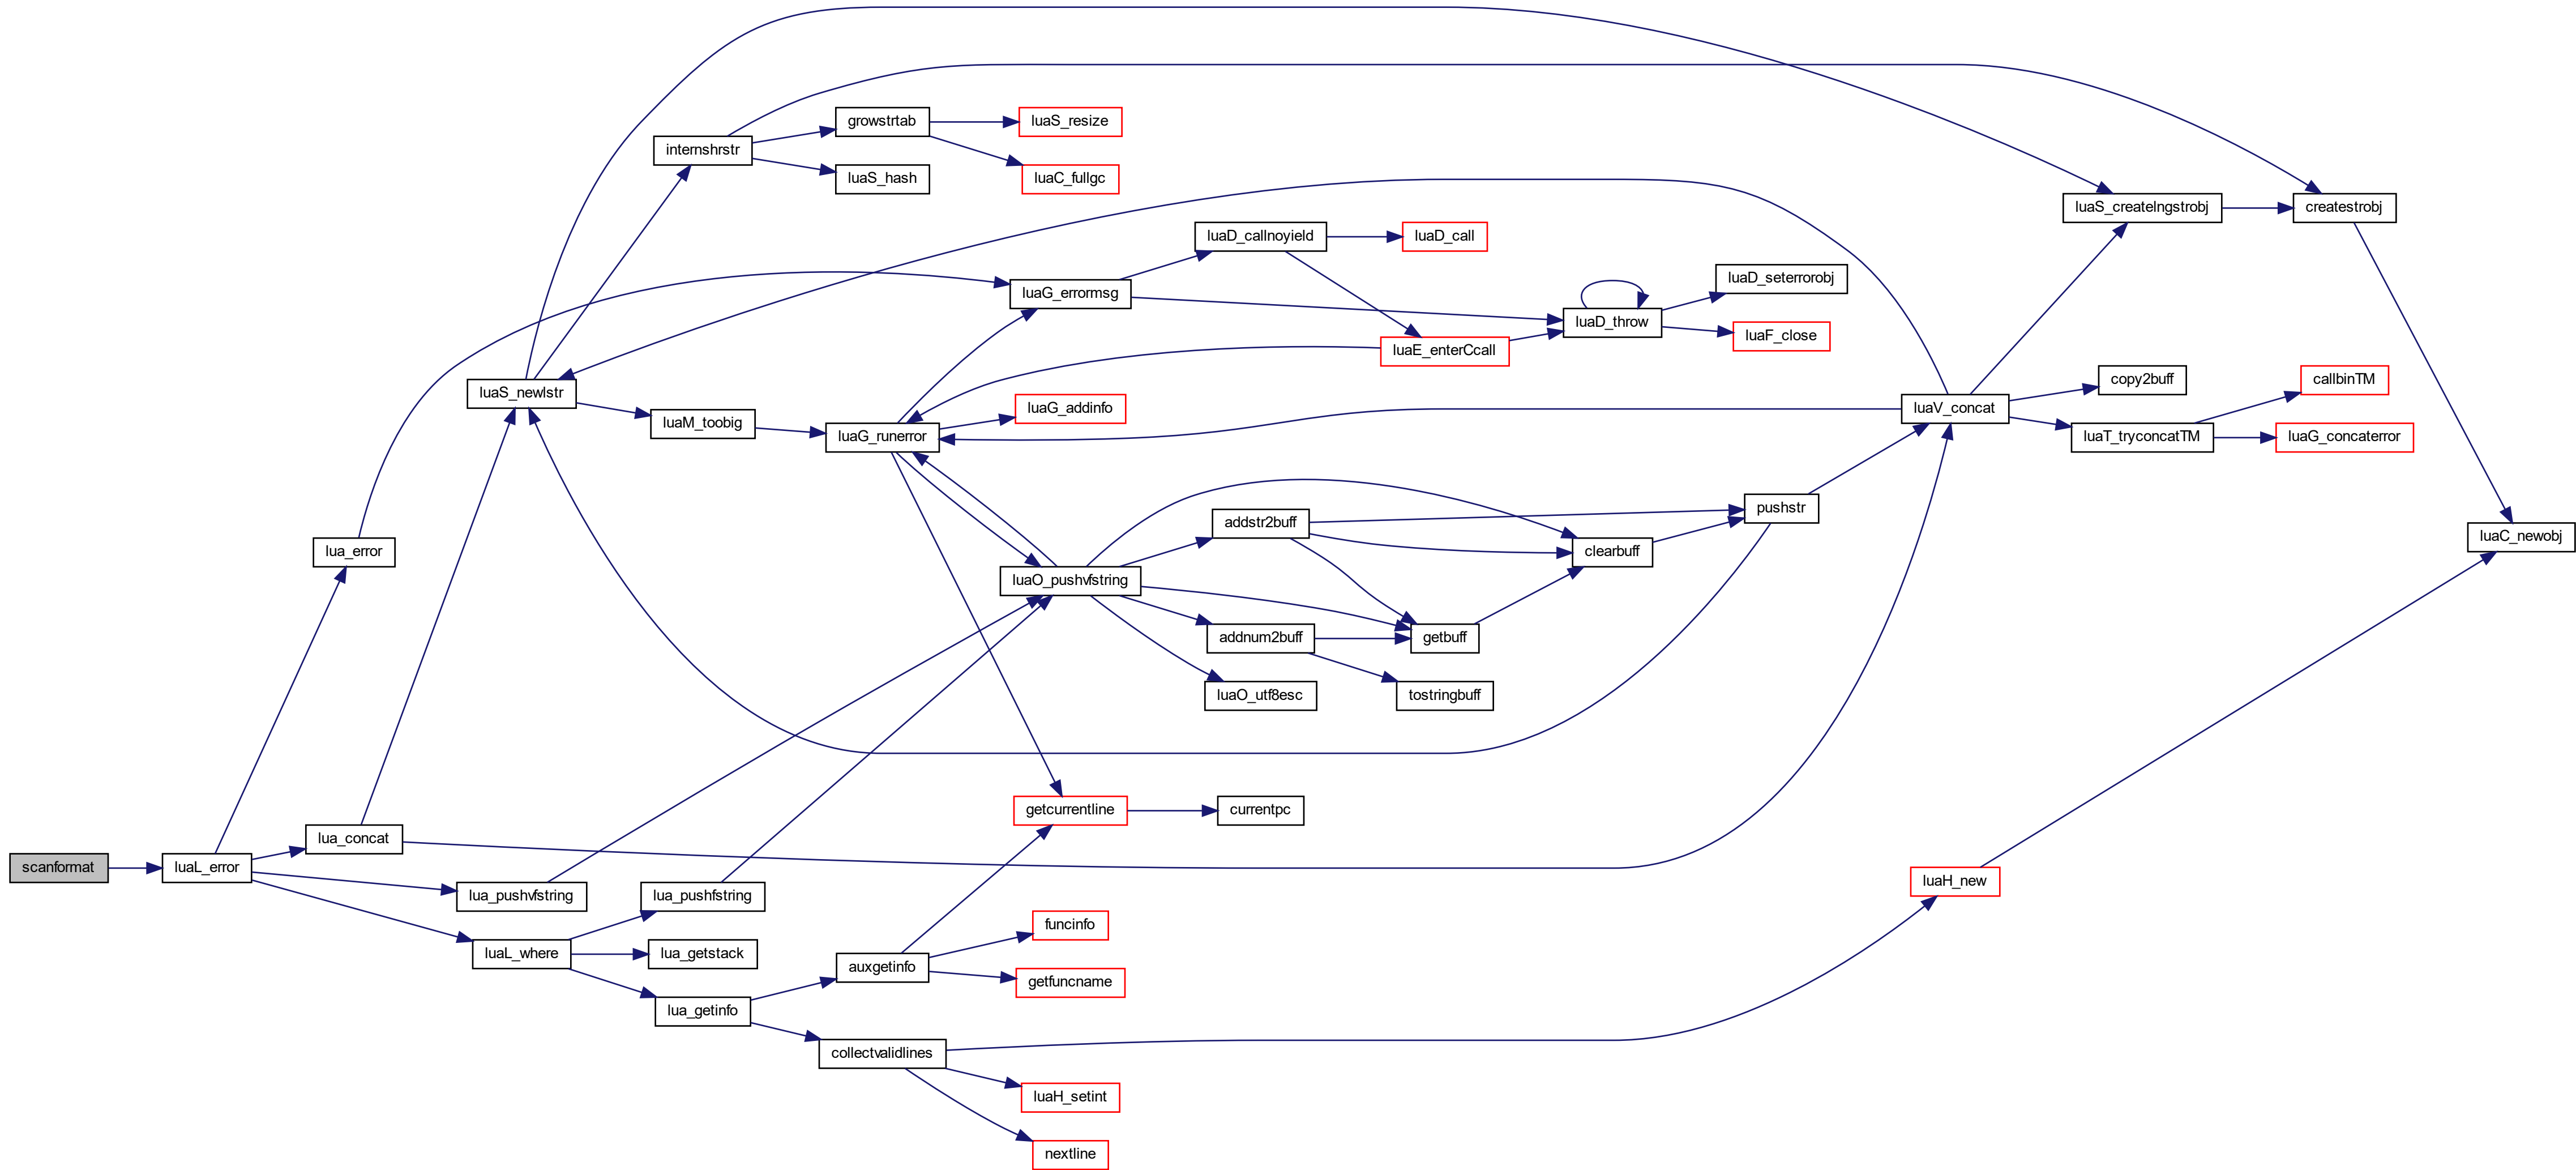 scanformat
luaL_error
lua_error
lua_concat
lua_pushvfstring
luaL_where
luaS_newlstr
internshrstr
luaM_toobig
lua_pushfstring
lua_getstack
lua_getinfo
growstrtab
luaS_hash
luaG_runerror
auxgetinfo
collectvalidlines
luaS_resize
luaC_fullgc
luaG_errormsg
luaG_addinfo
luaO_pushvfstring
getcurrentline
funcinfo
getfuncname
luaH_setint
nextline
luaD_callnoyield
addstr2buff
addnum2buff
luaO_utf8esc
currentpc
luaD_call
luaE_enterCcall
getbuff
tostringbuff
luaD_throw
clearbuff
luaD_seterrorobj
luaF_close
pushstr
luaV_concat
luaH_new
luaS_createlngstrobj
copy2buff
luaT_tryconcatTM
createstrobj
callbinTM
luaG_concaterror
luaC_newobj